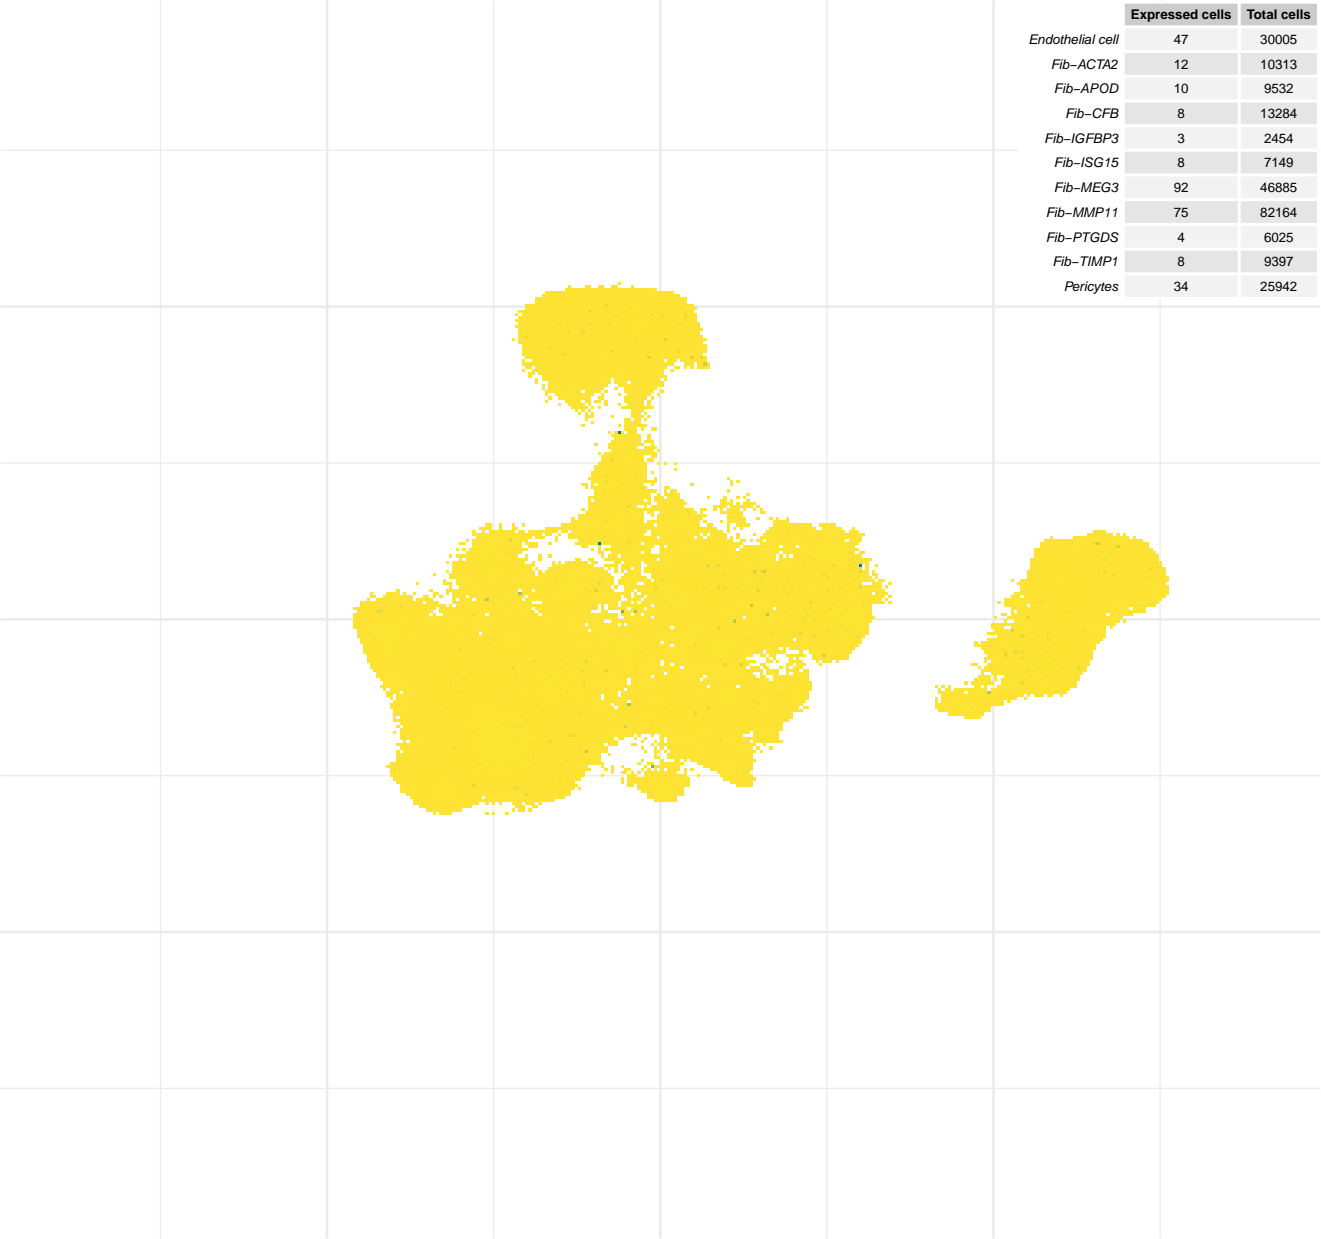 Expressed cells Total cells
Endothelial cell 47 30005
Fib−ACTA2 12 10313
Fib−APOD 10 9532
Fib−CFB 8 13284
Fib−IGFBP3 3 2454
Fib−ISG15 8 7149
Fib−MEG3 92 46885
Fib−MMP11 75 82164
Fib−PTGDS 4 6025
Fib−TIMP1 8 9397
Pericytes 34 25942